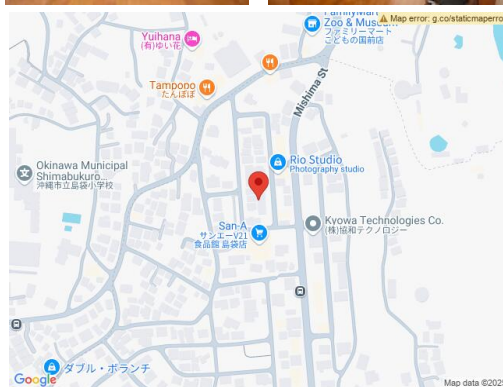 FamilyMart
Zoo & Museum
ファミリーマート
こどもの国前店
Map error: g.co/staticmaperro
Yuihana
(有)ゆい花
Tampopo
たんぽぽ
Mishima St
Rio Studio
Photography studio
Okinawa Municipal
Shimabukuro...
沖縄市立島袋小学校
San-A
サンエーV21
食品館 島袋店
Kyowa Technologies Co.
(株)協和テクノロジー
ダブル・ボランチ
Google
Map data ©202